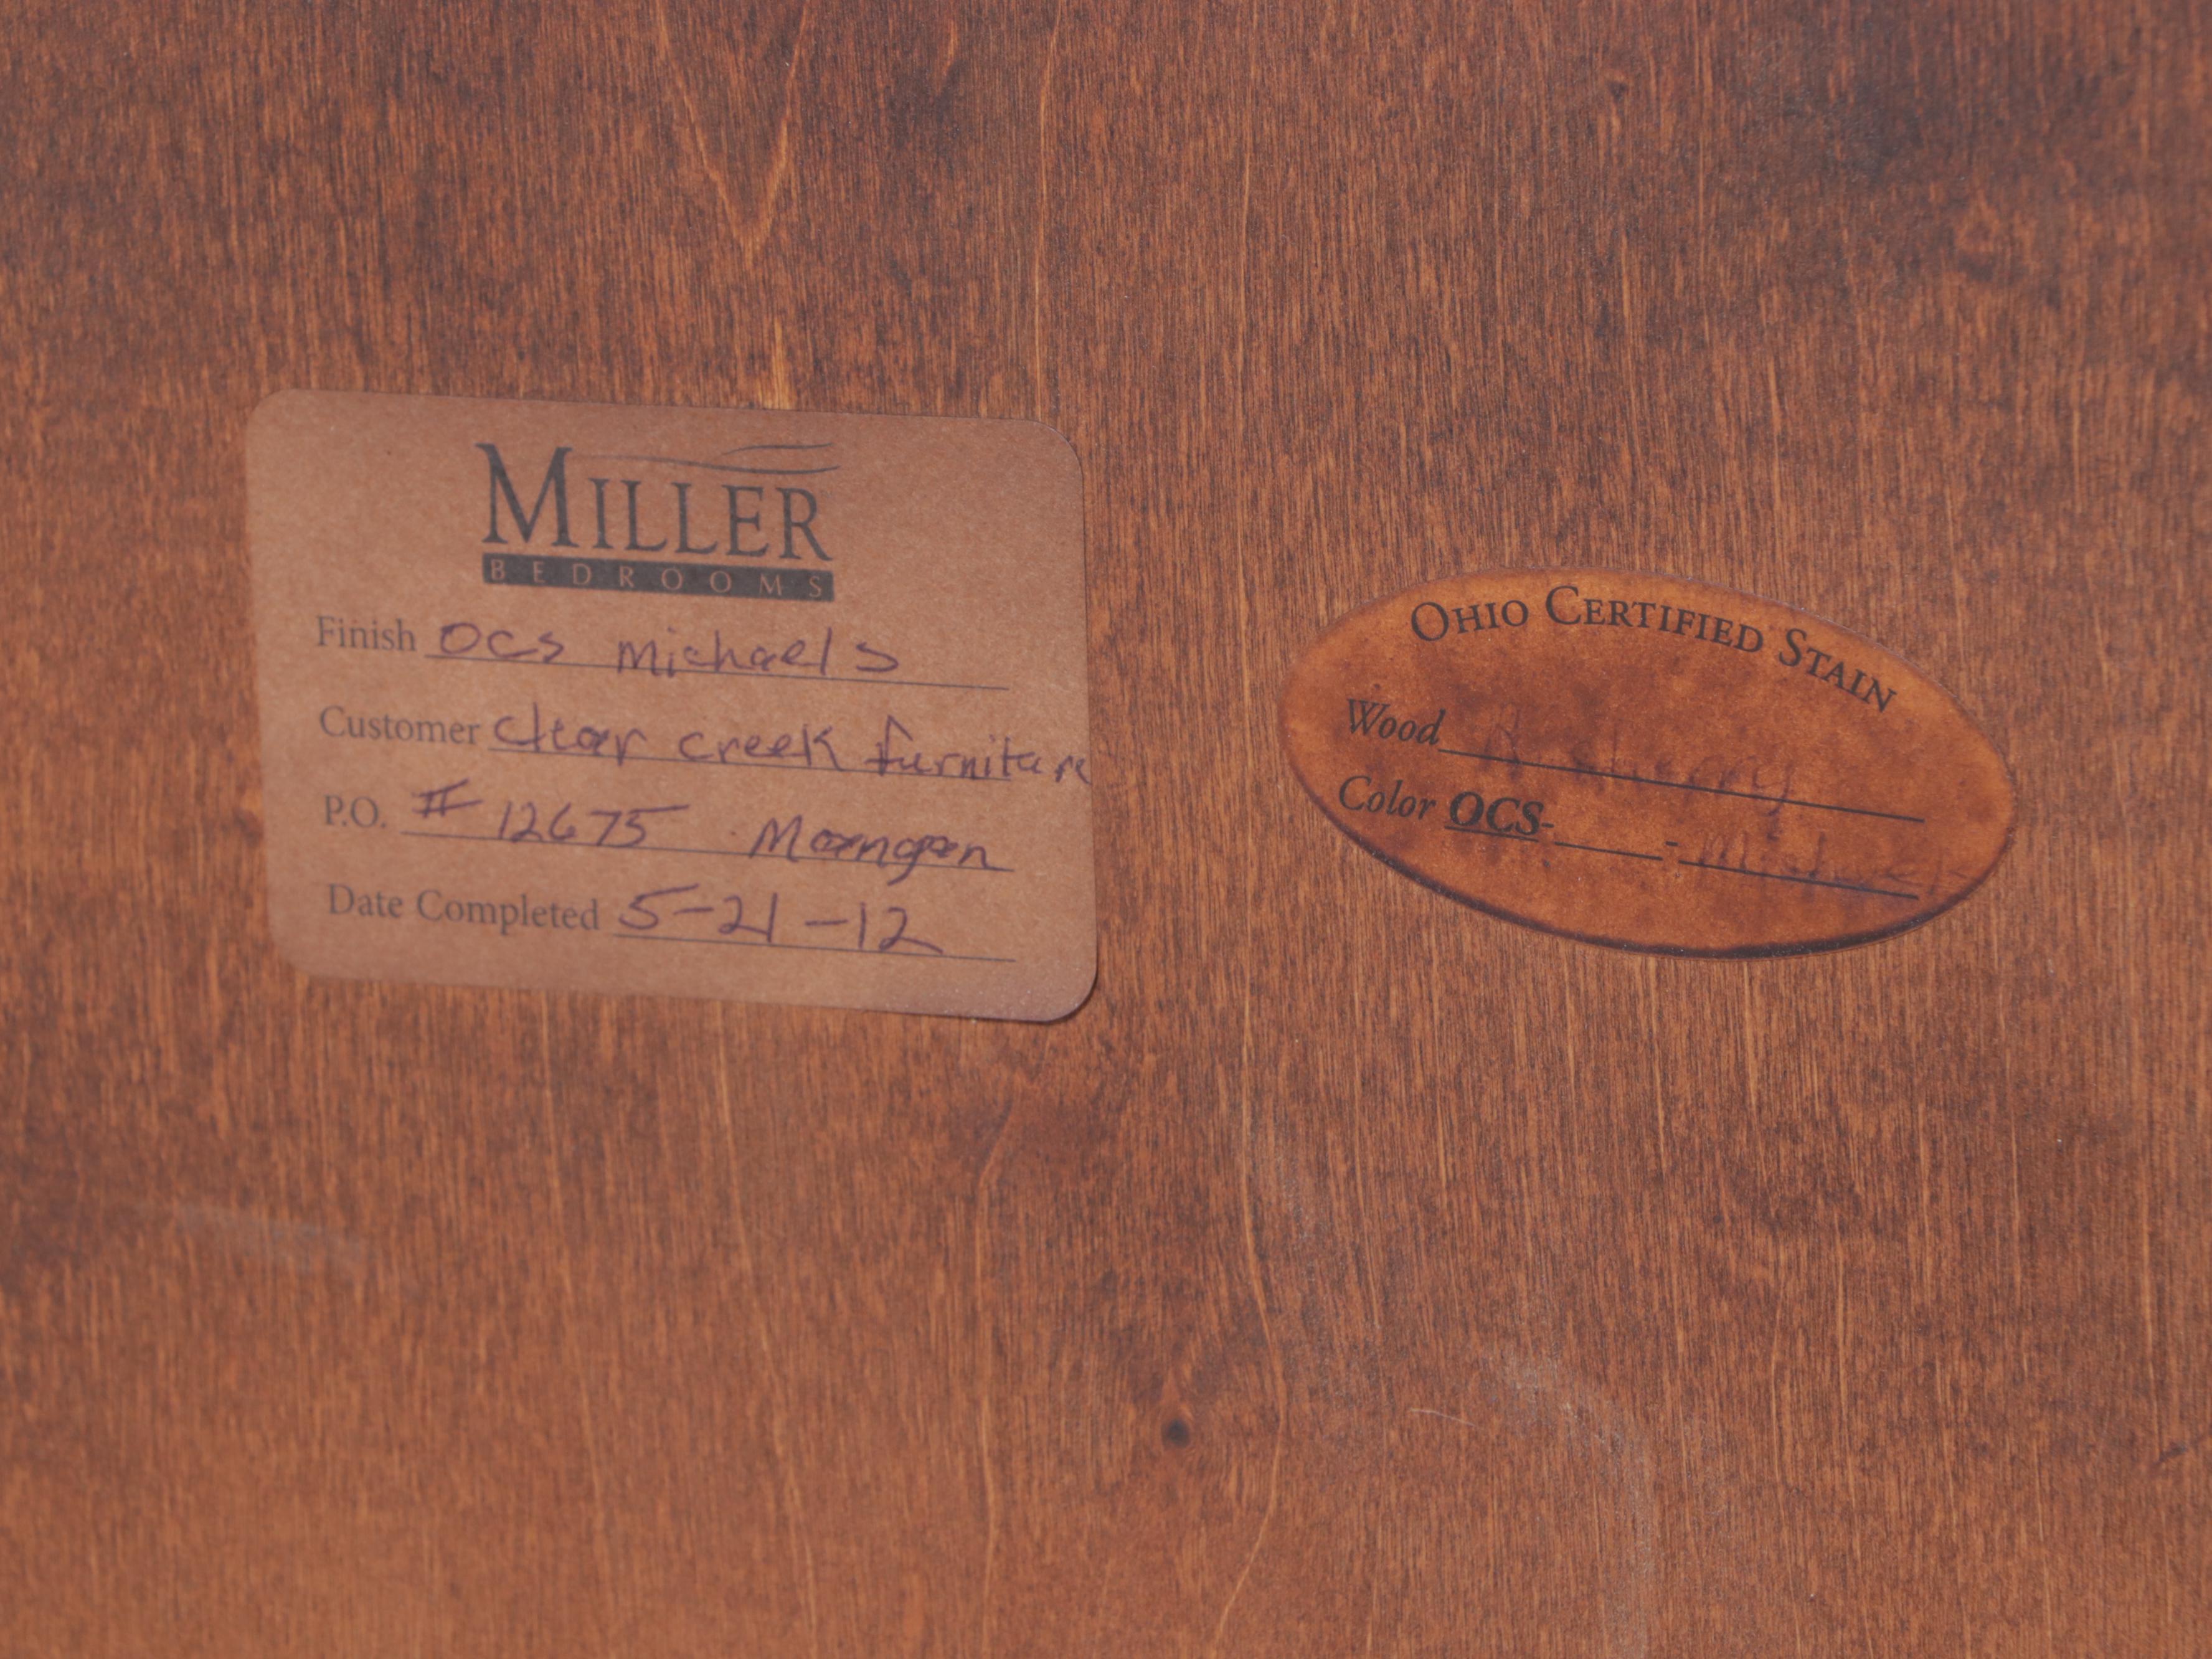 MILLER
BEDROOMS
Finish OCS Michaels
Customer Clear Creek furniture
P.O. # 12675
Date Completed 5-21-12
OHIO CERTIFIED STAIN
Wood cherry
Color OCS- -